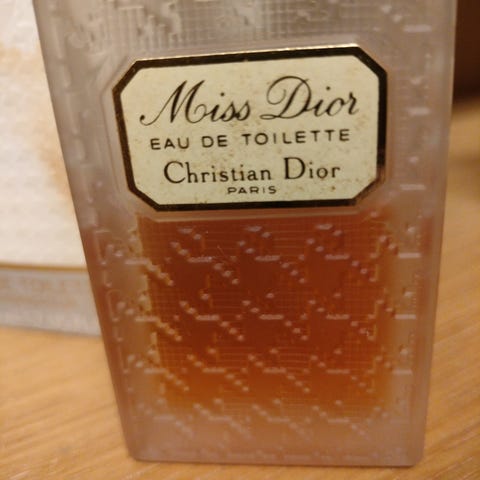 Miss Dior
EAU DE TOILETTE
Christian Dior
PARIS